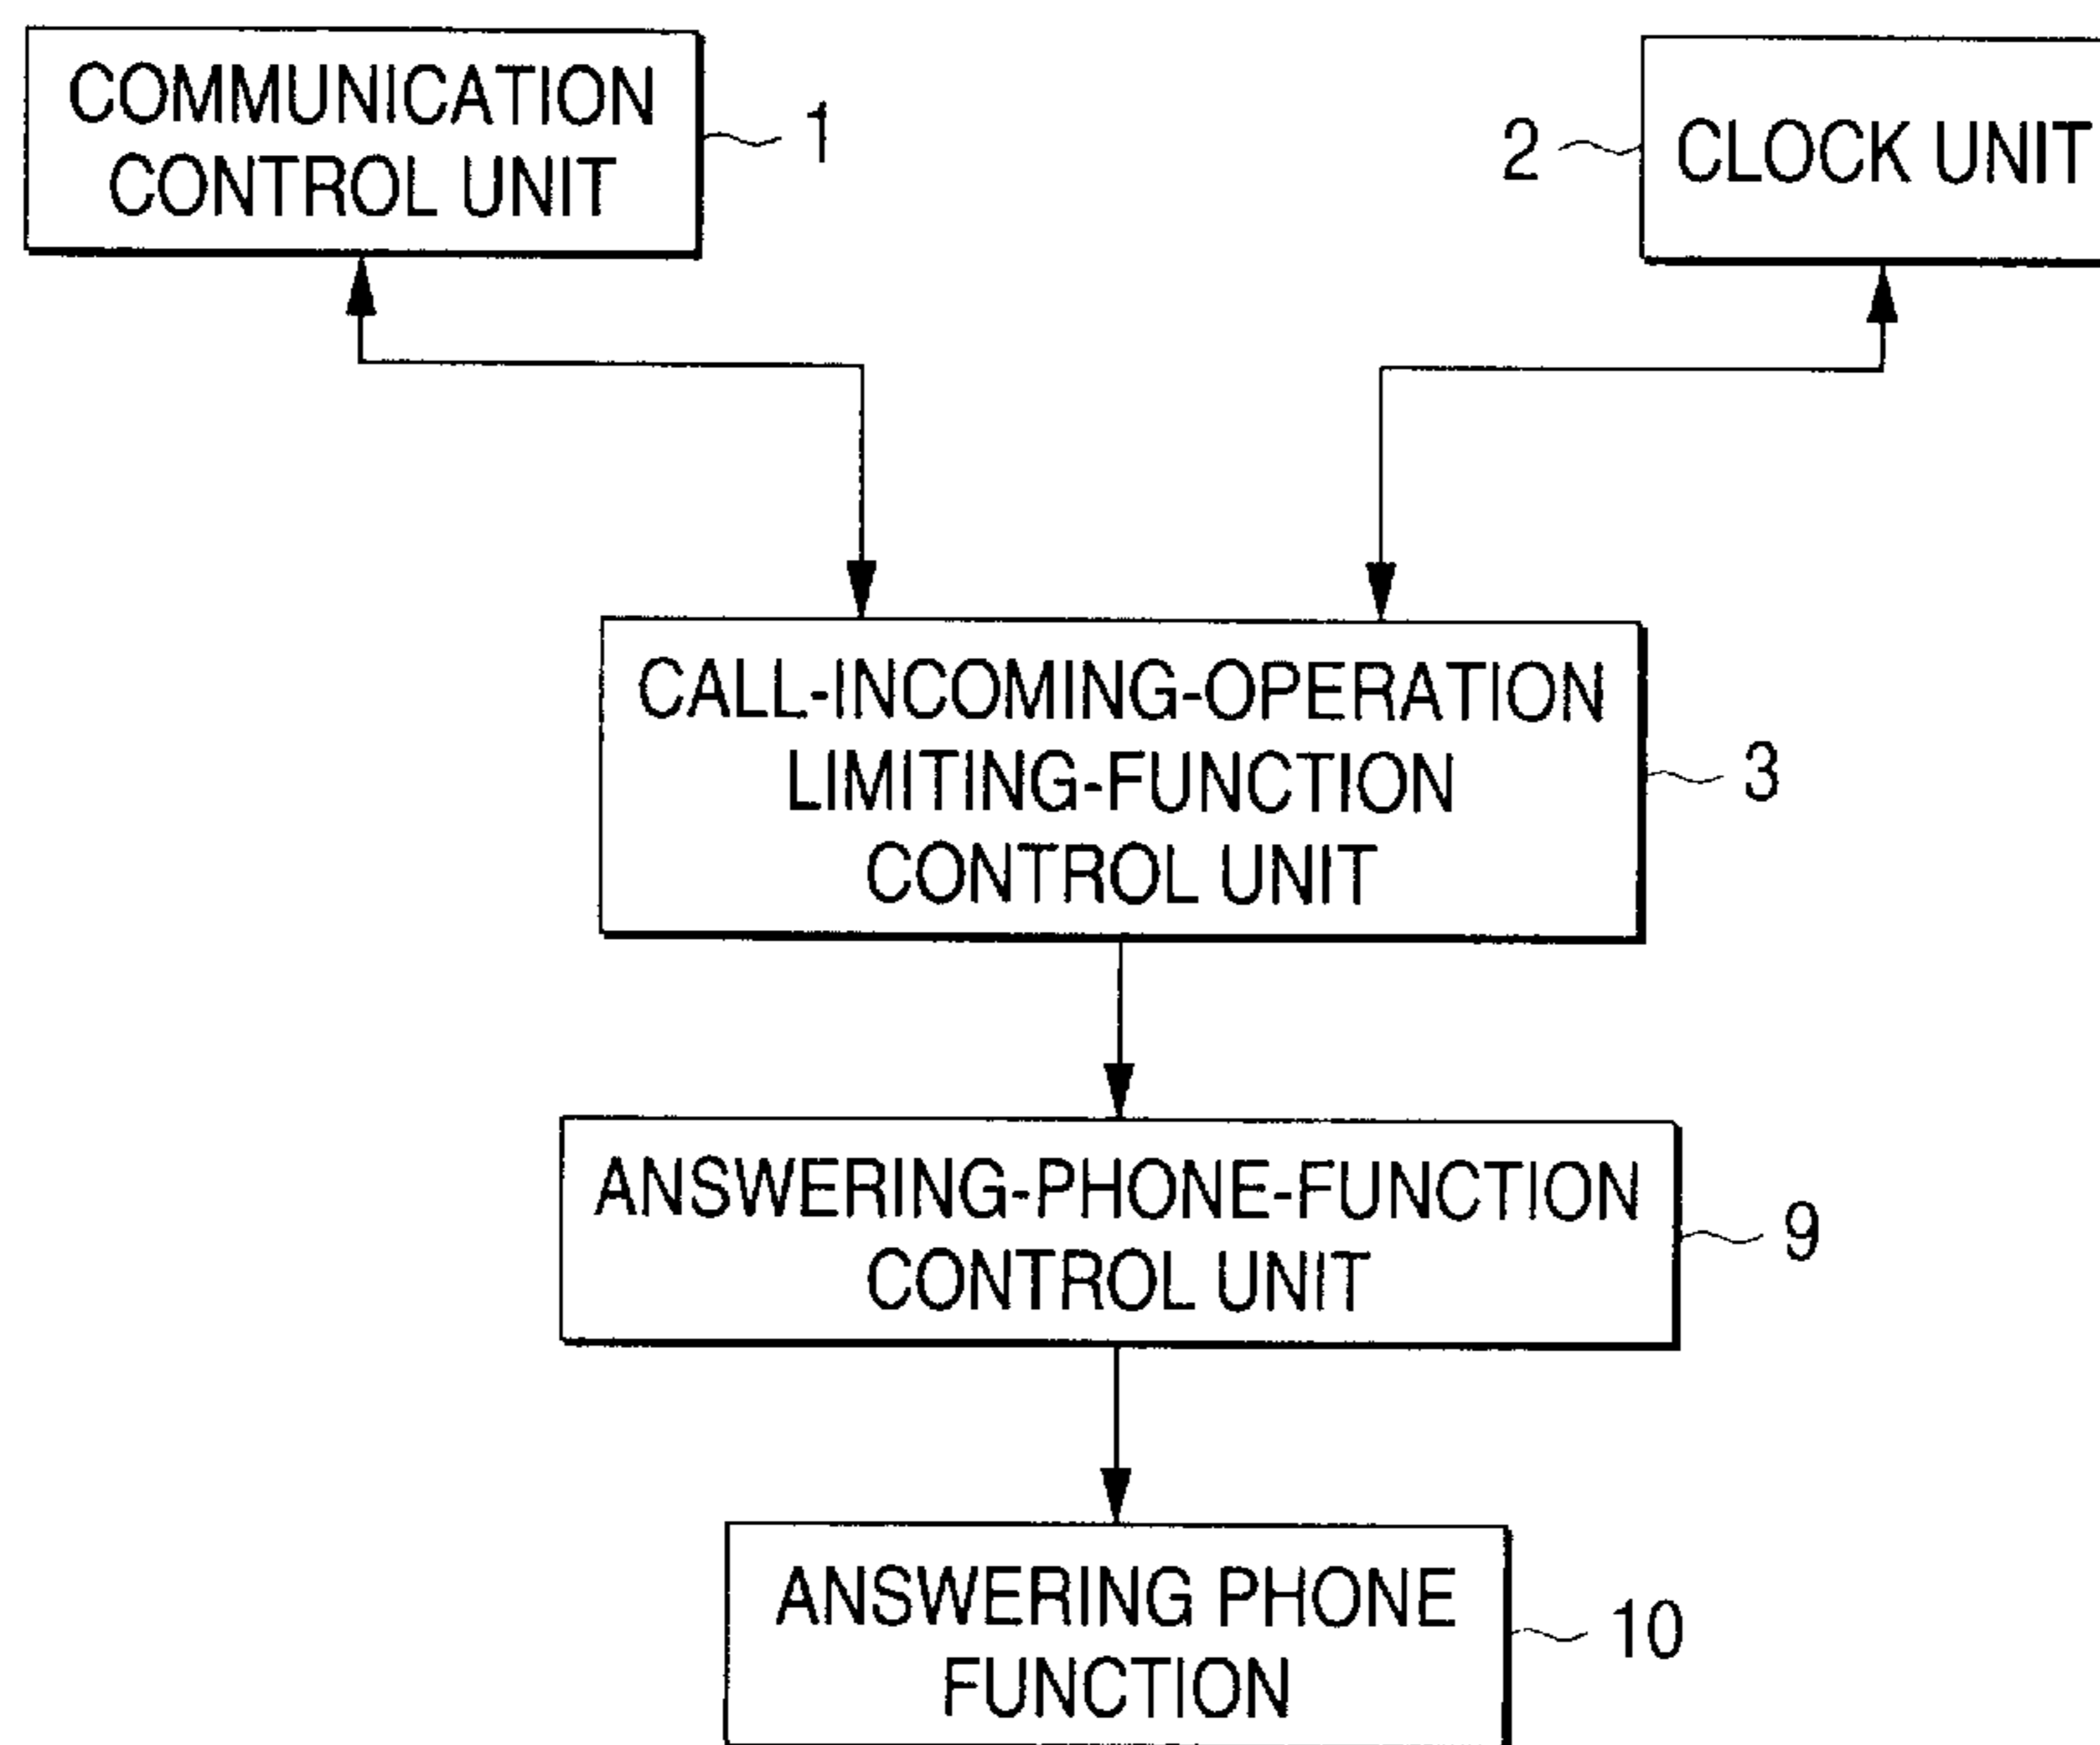 COMMUNICATION
CONTROL UNIT
1
2
CLOCK UNIT
CALL-INCOMING-OPERATION
LIMITING-FUNCTION
CONTROL UNIT
3
ANSWERING-PHONE-FUNCTION
CONTROL UNIT
9
ANSWERING PHONE
FUNCTION
10